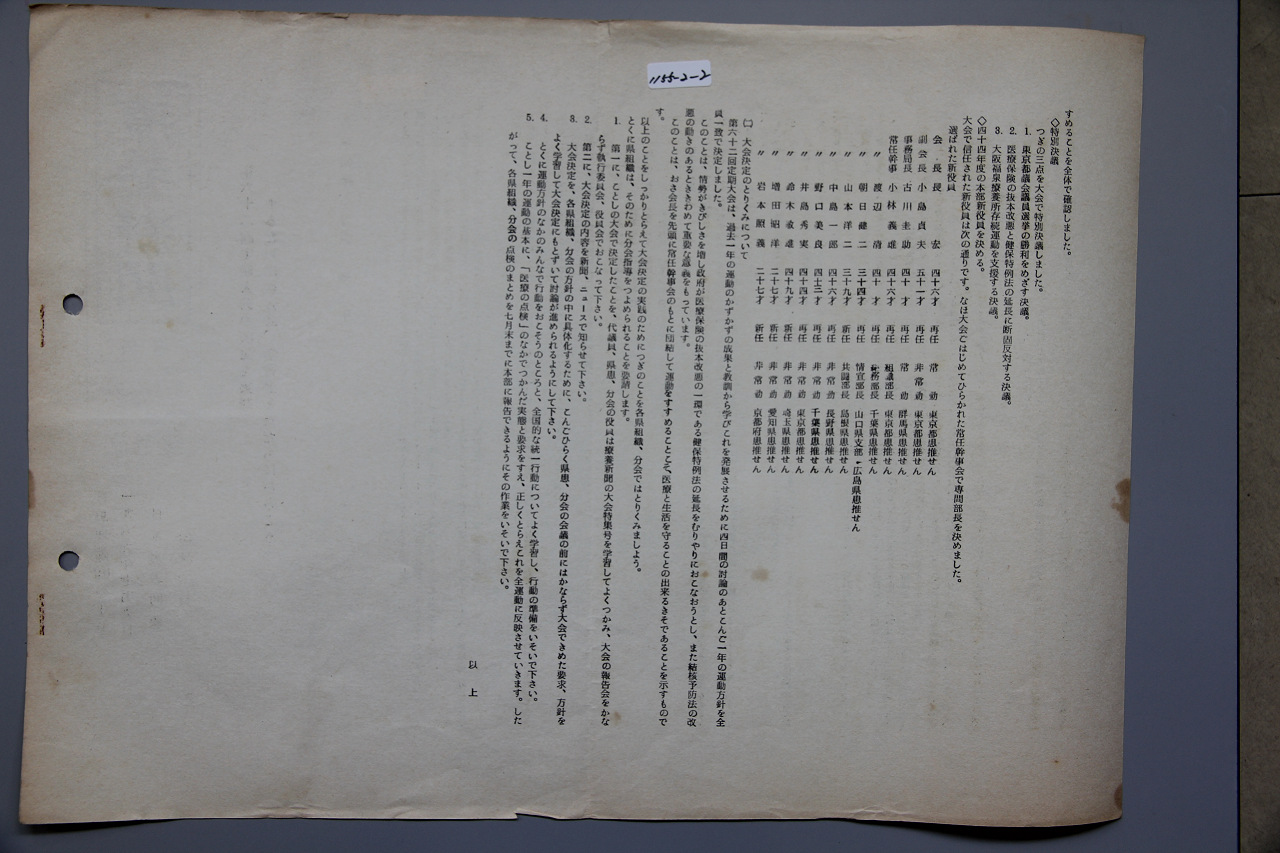 1155-2-2
すめることを全体で確認しました。
◇特別決議
つぎの三点を大会で特別決議しました。
1. 東京都議会議員選挙の勝利をめざす決議。
2. 医療保険の抜本改悪と健保特例法の延長に断固反対する決議。
3. 大阪福泉療養所存続運動を支援する決議。
◇四十四年度の本部新役員を決める。
大会で信任された新役員は次の通りです。なほ大会ではじめてひらかれた常任幹事会で専問部長を決めました。
選ばれた新役員
会長 長 宏 四十六才 再任 常勤 東京都患推せん
副会長 小島貞夫 五十一才 再任 非常勤 東京都患推せん
事務局長 古川圭助 四十才 再任 常勤 群馬県患推せん
常任幹事 小林義雄 四十六才 再任 組織部長 東京都患推せん
〃 渡辺清 四十才 再任 総務部長 千葉県患推せん
〃 朝日健二 三十四才 再任 情宣部長 山口県支部・広島県患推せん
〃 山本洋二 三十九才 新任 共闘部長 島根県患推せん
〃 中島一郎 四十六才 再任 非常勤 長野県患推せん
〃 野口美良 四十三才 再任 非常勤 千葉県患推せん
〃 井島秀実 四十四才 再任 非常勤 東京都患推せん
〃 鈴木 四十九才 新任 非常勤 埼玉県患推せん
〃 増田昭洋 二十七才 新任 非常勤 愛知県患推せん
〃 岩本照義 二十七才 新任 非常勤 京都府患推せん
㈡ 大会決定のとりくみについて
第六十二回定期大会は、過去一年の運動のかずかずの成果と教訓から学びこれを発展させるために四日間の討論のあとこんご一年の運動方針を全
員一致で決定しました。
このことは、情勢がきびしさを増し政府が医療保険の抜本改悪の一環である健保特例法の延長をむりやりにおこなおうとし、また結核予防法の改
悪の動きのあるとききわめて重要な意義をもっています。
このことは、おさ会長を先頭に常任幹事会のもとに団結して運動をすすめることこそ、医療と生活を守ることの出来るきそであることを示すもので
す。
以上のことをしっかりとらえて大会決定の実践のためにつぎのことを各県組織、分会ではとりくみましよう。
とくに県組織は、そのために分会指導をつよめられることを要請します。
1. 第一に、ことしの大会で決定したことを、代議員、県患、分会の役員は療養新聞の大会特集号を学習してよくつかみ、大会の報告会をかな
らず執行委員会、役員会でおこなって下さい。
2. 第二に、大会決定の内容を新聞、ニュースで知らせて下さい。
3. 大会決定を、各県組織、分会の方針の中に具体化するために、こんごひらく県患、分会の会議の前にはかならず大会できめた要求、方針を
よく学習して大会決定にもとずいて討論が進められるようにして下さい。
4. とくに運動方針のなかのみんなで行動をおこそうのところと、全国的な統一行動についてよく学習し、行動の準備をいそいで下さい。
5. ことし一年の運動の基本に、「医療の点検」のなかでつかんだ実態と要求をすえ、正しくとらえこれを全運動に反映させていきます。した
がって、各県組織、分会の点検のまとめを七月末までに本部に報告できるようにその作業をいそいで下さい。
以上